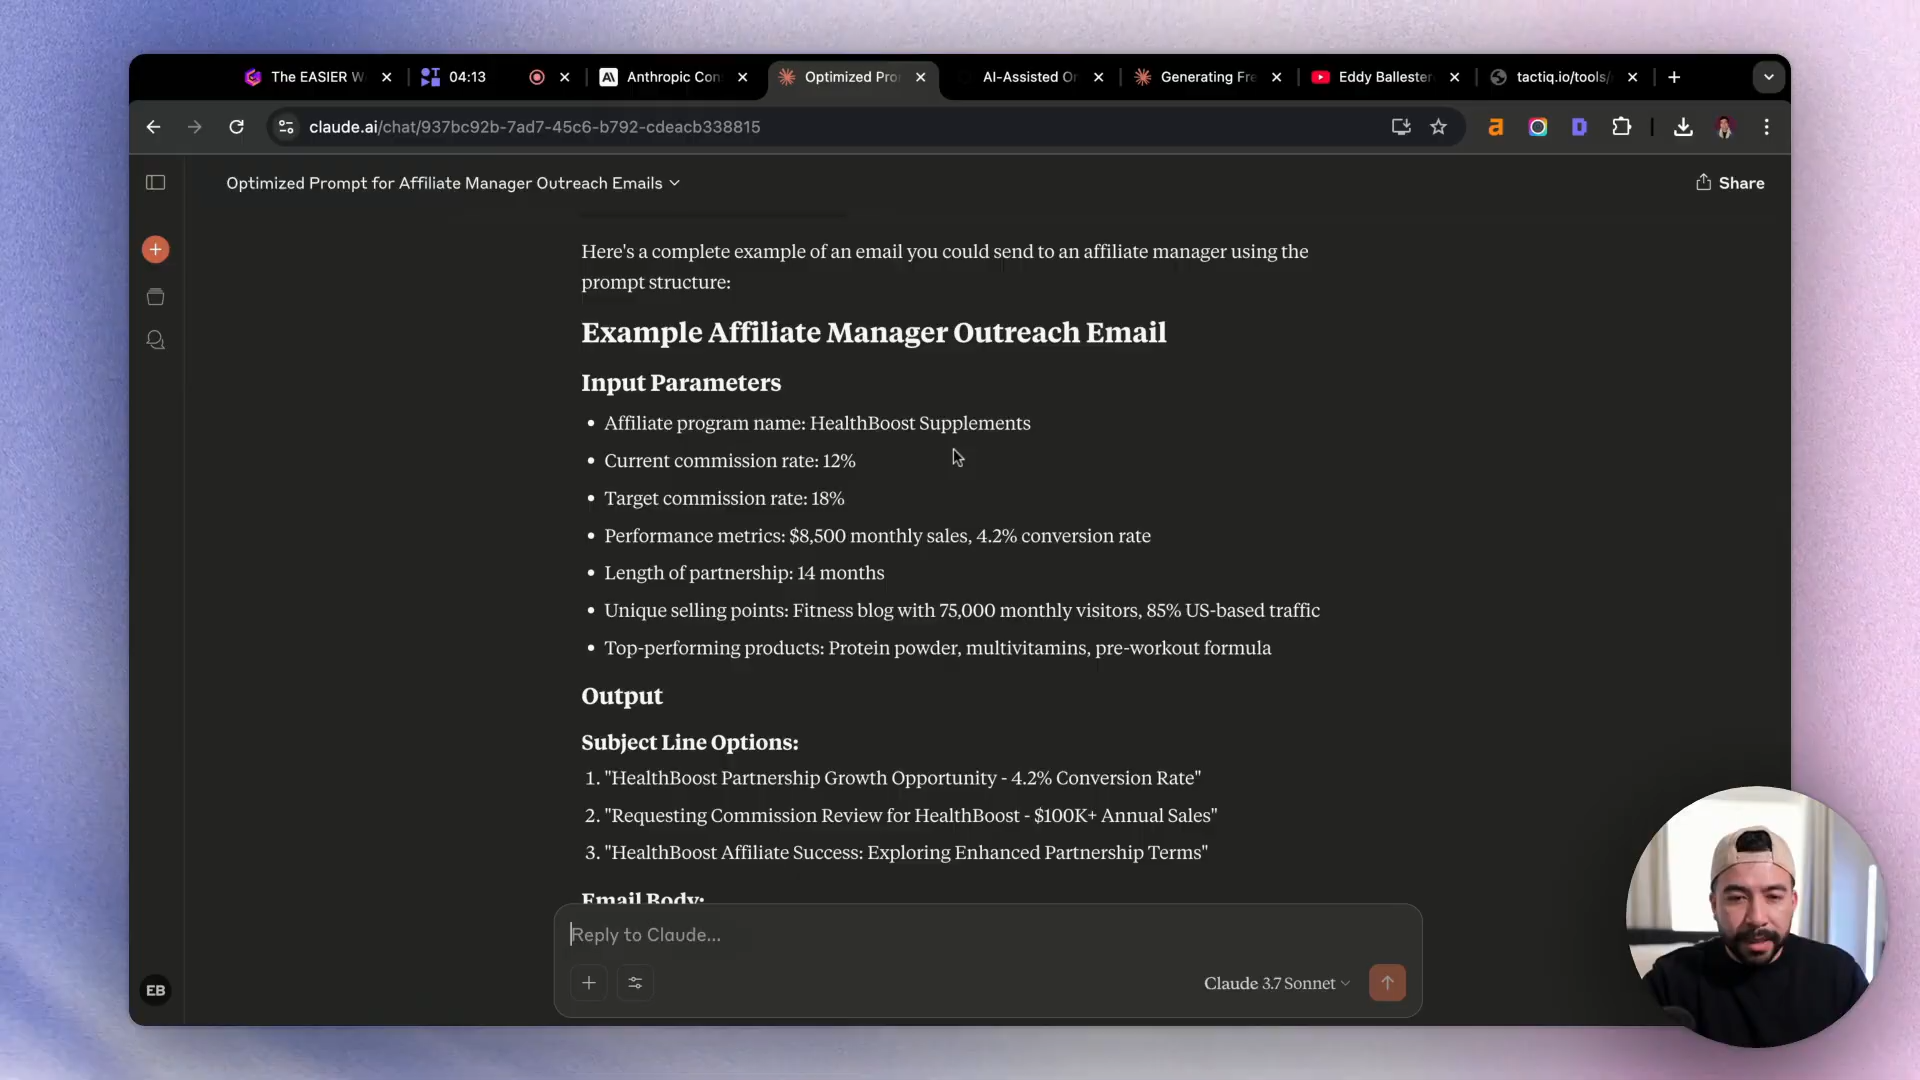 The EASIER W
04:13
Anthropic Con
Optimized Pro
AI-Assisted O
Generating Fre
Eddy Ballester
tactiq.io/tools/
claude.ai/chat/937bc92b-7ad7-45c6-b792-cdeacb338815
Optimized Prompt for Affiliate Manager Outreach Emails
Share
Here's a complete example of an email you could send to an affiliate manager using the
prompt structure:
Example Affiliate Manager Outreach Email
Input Parameters
• Affiliate program name: HealthBoost Supplements
• Current commission rate: 12%
• Target commission rate: 18%
• Performance metrics: $8,500 monthly sales, 4.2% conversion rate
• Length of partnership: 14 months
• Unique selling points: Fitness blog with 75,000 monthly visitors, 85% US-based traffic
• Top-performing products: Protein powder, multivitamins, pre-workout formula
Output
Subject Line Options:
1. "HealthBoost Partnership Growth Opportunity - 4.2% Conversion Rate"
2. "Requesting Commission Review for HealthBoost - $100K+ Annual Sales"
3. "HealthBoost Affiliate Success: Exploring Enhanced Partnership Terms"
Email Body:
Reply to Claude...
Claude 3.7 Sonnet
EB